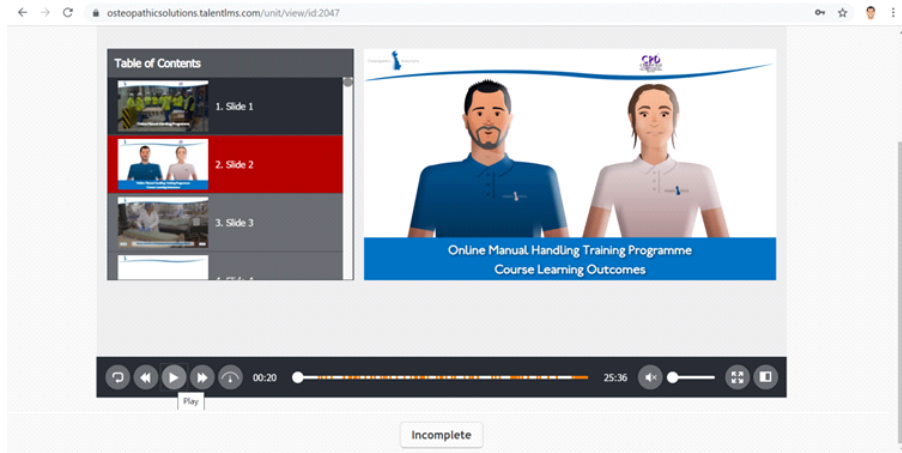 osteopathicsolutions.talentlms.com/unit/view/id:2047
Table of Contents
1. Slide 1
2. Slide 2
3. Slide 3
CPD
Online Manual Handling Training Programme
Course Learning Outcomes
00:20
25:36
Play
Incomplete